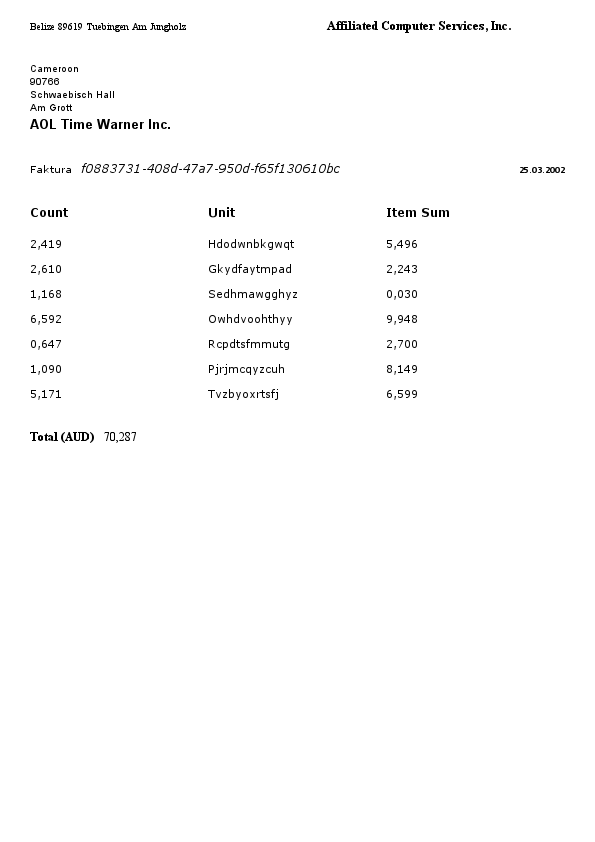 Belize 89619 Tuebingen Am Jungholz Affiliated Computer Services, Inc.
Cameroon
90766
Schwaebisch Hall
Am Grott
AOL Time Warner Inc.
Faktura f0883731-408d-47a7-950d-f65f130610bc 25.03.2002
Count Unit Item Sum
2,419 Hdodwnbkgwqt 5,496
2,610 Gkydfaytmpad 2,243
1,168 Sedhmawgghyz 0,030
6,592 Owhdvoohthyy 9,948
0,647 Rcpdtsfmmutg 2,700
1,090 Pjrjmcqyzcuh 8,149
5,171 Tvzbyoxrtsfj 6,599
Total (AUD) 70,287